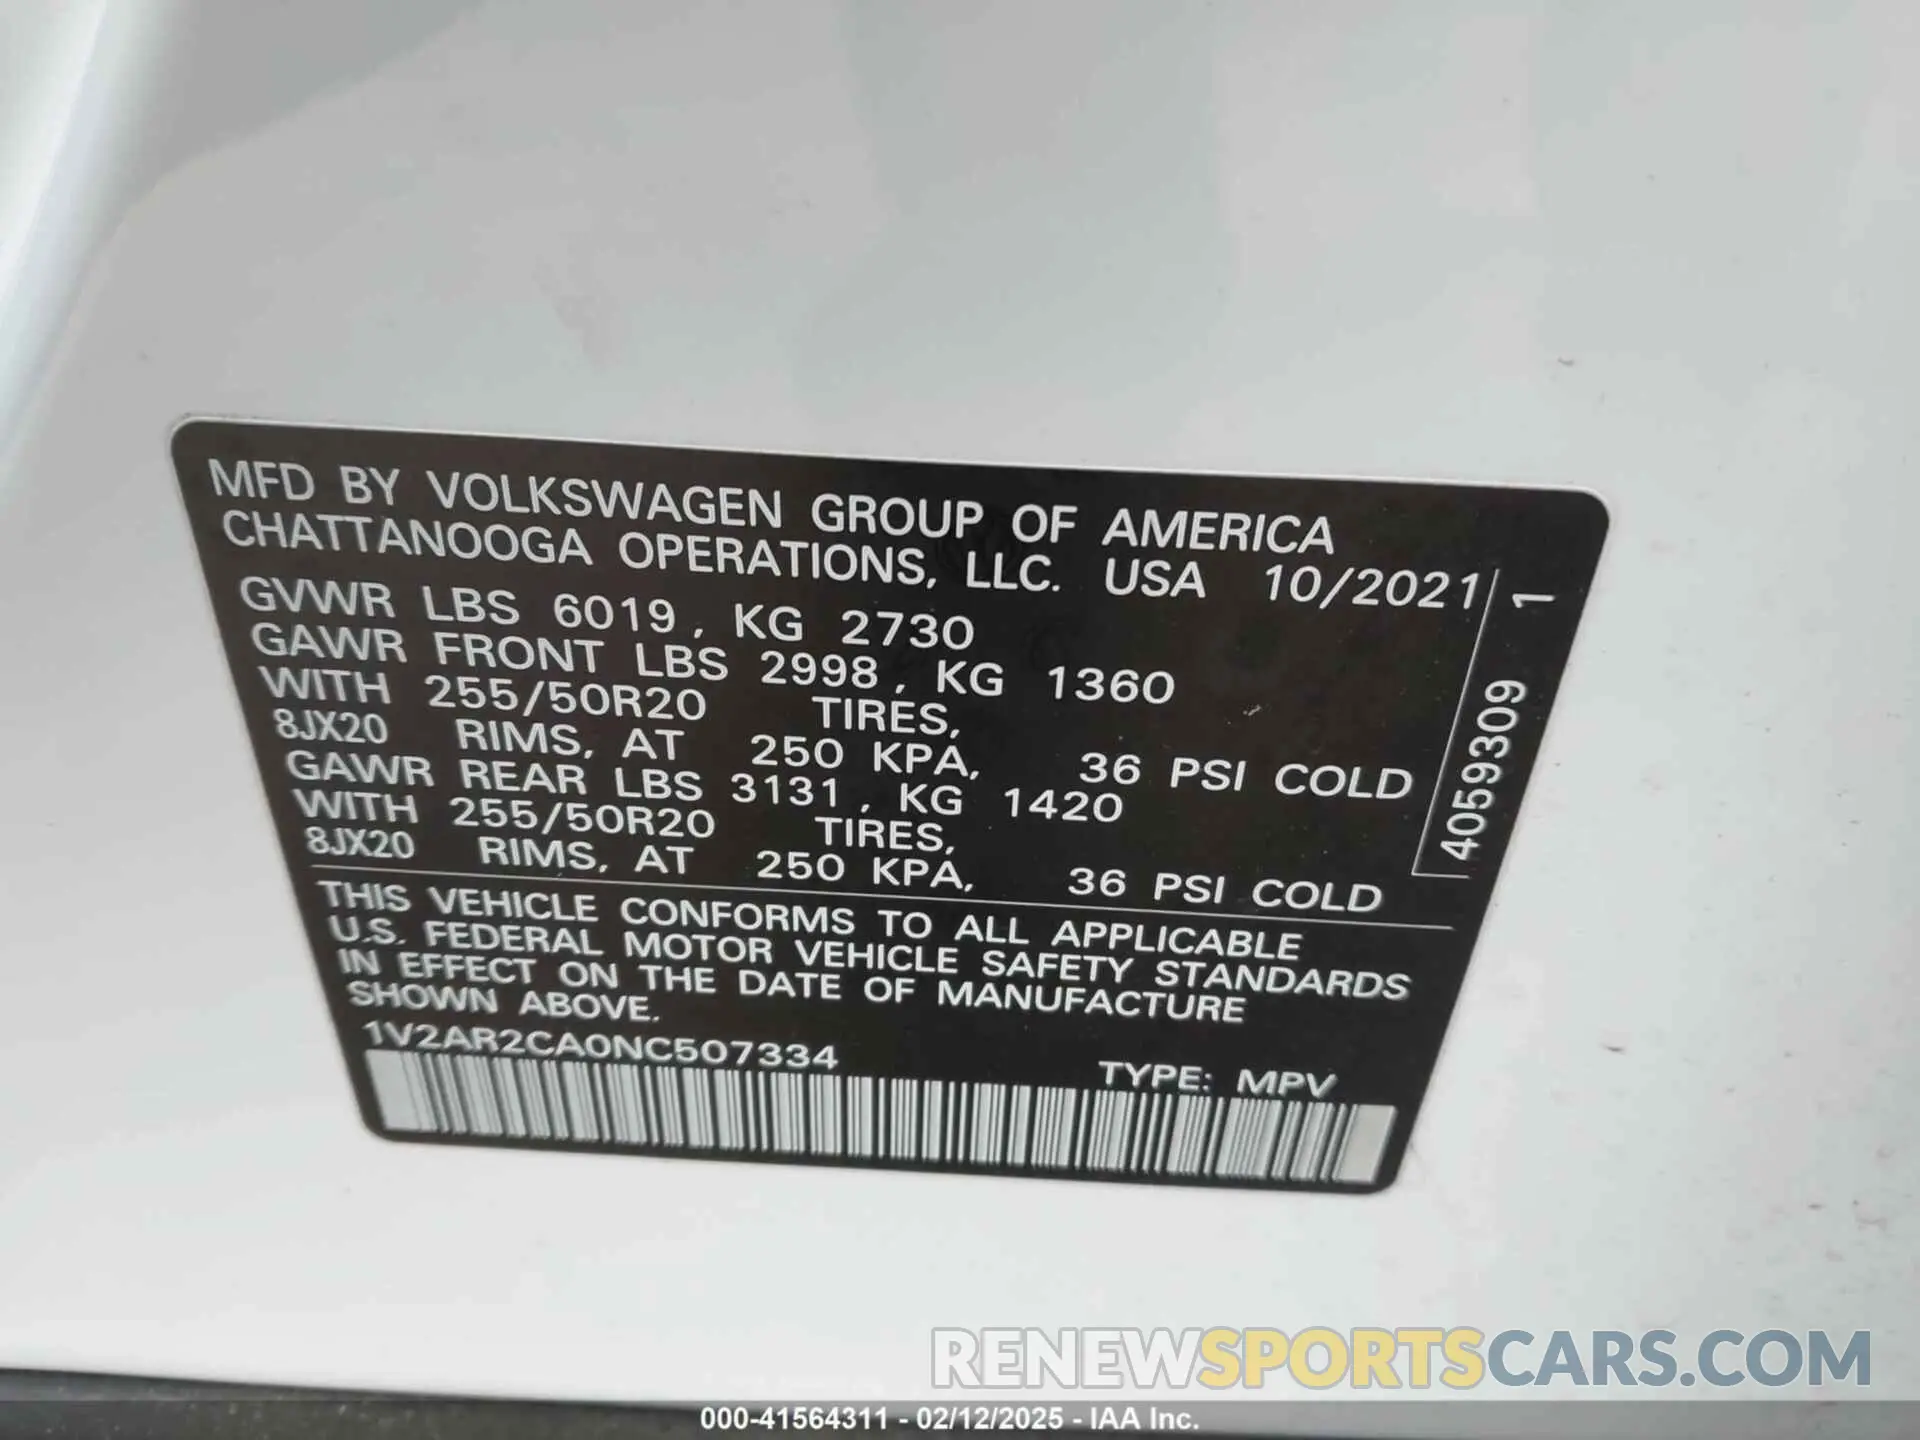 MFD BY VOLKSWAGEN GROUP OF AMERICA
CHATTANOOGA OPERATIONS, LLC. USA 10/2021
GVWR LBS 6019, KG 2730
GAWR FRONT LBS 2998, KG 1360
WITH 255/50R20 TIRES,
8JX20 RIMS, AT 250 KPA, 36 PSI COLD
GAWR REAR LBS 3131, KG 1420
WITH 255/50R20 TIRES,
8JX20 RIMS, AT 250 KPA, 36 PSI COLD
4059309 1
THIS VEHICLE CONFORMS TO ALL APPLICABLE
U.S. FEDERAL MOTOR VEHICLE SAFETY STANDARDS
IN EFFECT ON THE DATE OF MANUFACTURE
SHOWN ABOVE.
1V2AR2CA0NC507334
TYPE: MPV
RENEWSPORTSCARS.COM
000-41564311 - 02/12/2025 - IAA Inc.